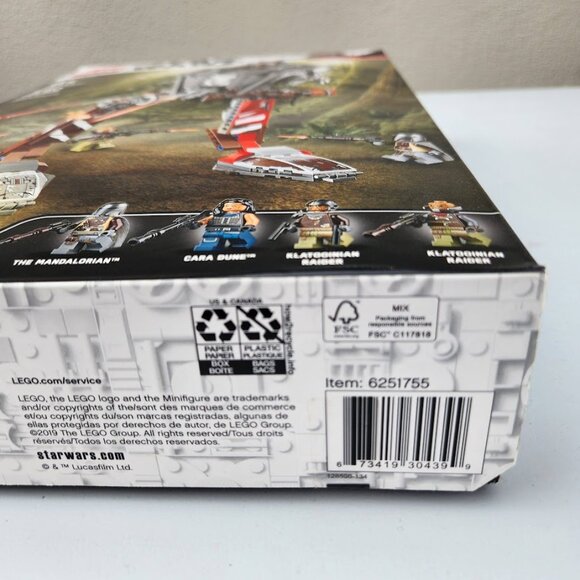 THE MANDALORIAN™
CARA DUNE™
KLATOOINIAN
RAIDER
KLATOOINIAN
RAIDER
US & CANADA
how2recycle.info
PAPER
PAPIER
PLASTIC
PLASTIQUE
BOX
BOITE
BAGS
SACS
FSC
MIX
Packaging from
responsible sources
FSC® C117818
LEGO.com/service
LEGO, the LEGO logo and the Minifigure are trademarks
and/or copyrights of the/sont des marques de commerce
et/ou copyrights du/son marcas registradas, algunas de
ellas protegidas por derechos de autor, de LEGO Group.
©2019 The LEGO Group. All rights reserved/Tous droits
réservés/Todos los derechos reservados.
starwars.com
© & ™ Lucasfilm Ltd.
Item: 6251755
6 73419 30439 9